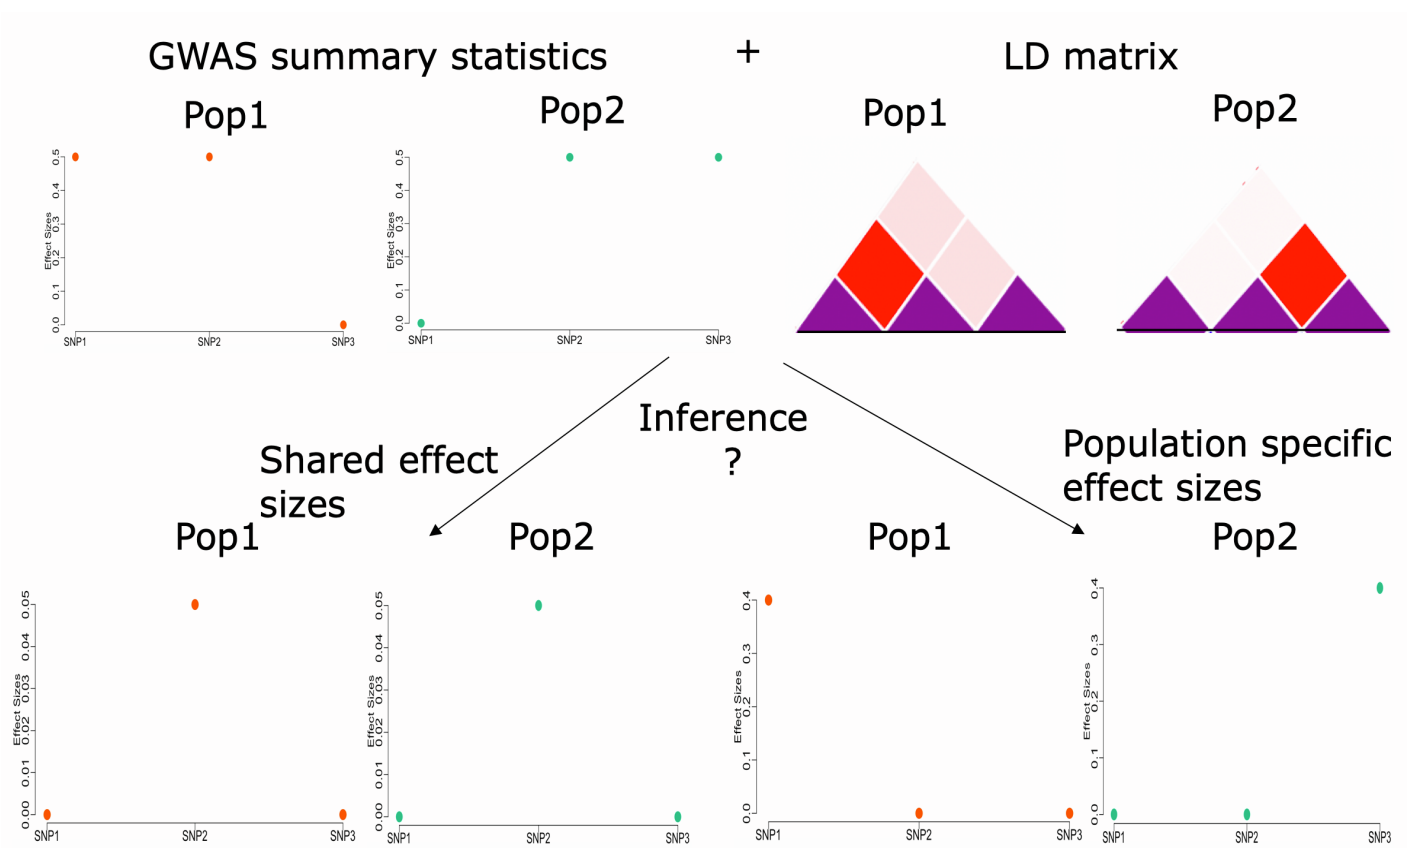 GWAS summary statistics + LD matrix
Pop1 Pop2 Pop1 Pop2
Effect Sizes
0.0 0.1 0.2 0.3 0.4 0.5
SNP1 SNP2 SNP3
Effect Sizes
0.0 0.1 0.2 0.3 0.4 0.5
SNP1 SNP2 SNP3
Inference
?
Shared effect
sizes
Population specific
effect sizes
Pop1 Pop2 Pop1 Pop2
Effect Sizes
0.00 0.01 0.02 0.03 0.04 0.05
SNP1 SNP2 SNP3
Effect Sizes
0.00 0.01 0.02 0.03 0.04 0.05
SNP1 SNP2 SNP3
Effect Sizes
0.0 0.1 0.2 0.3 0.4
SNP1 SNP2 SNP3
Effect Sizes
0.0 0.1 0.2 0.3 0.4
SNP1 SNP2 SNP3